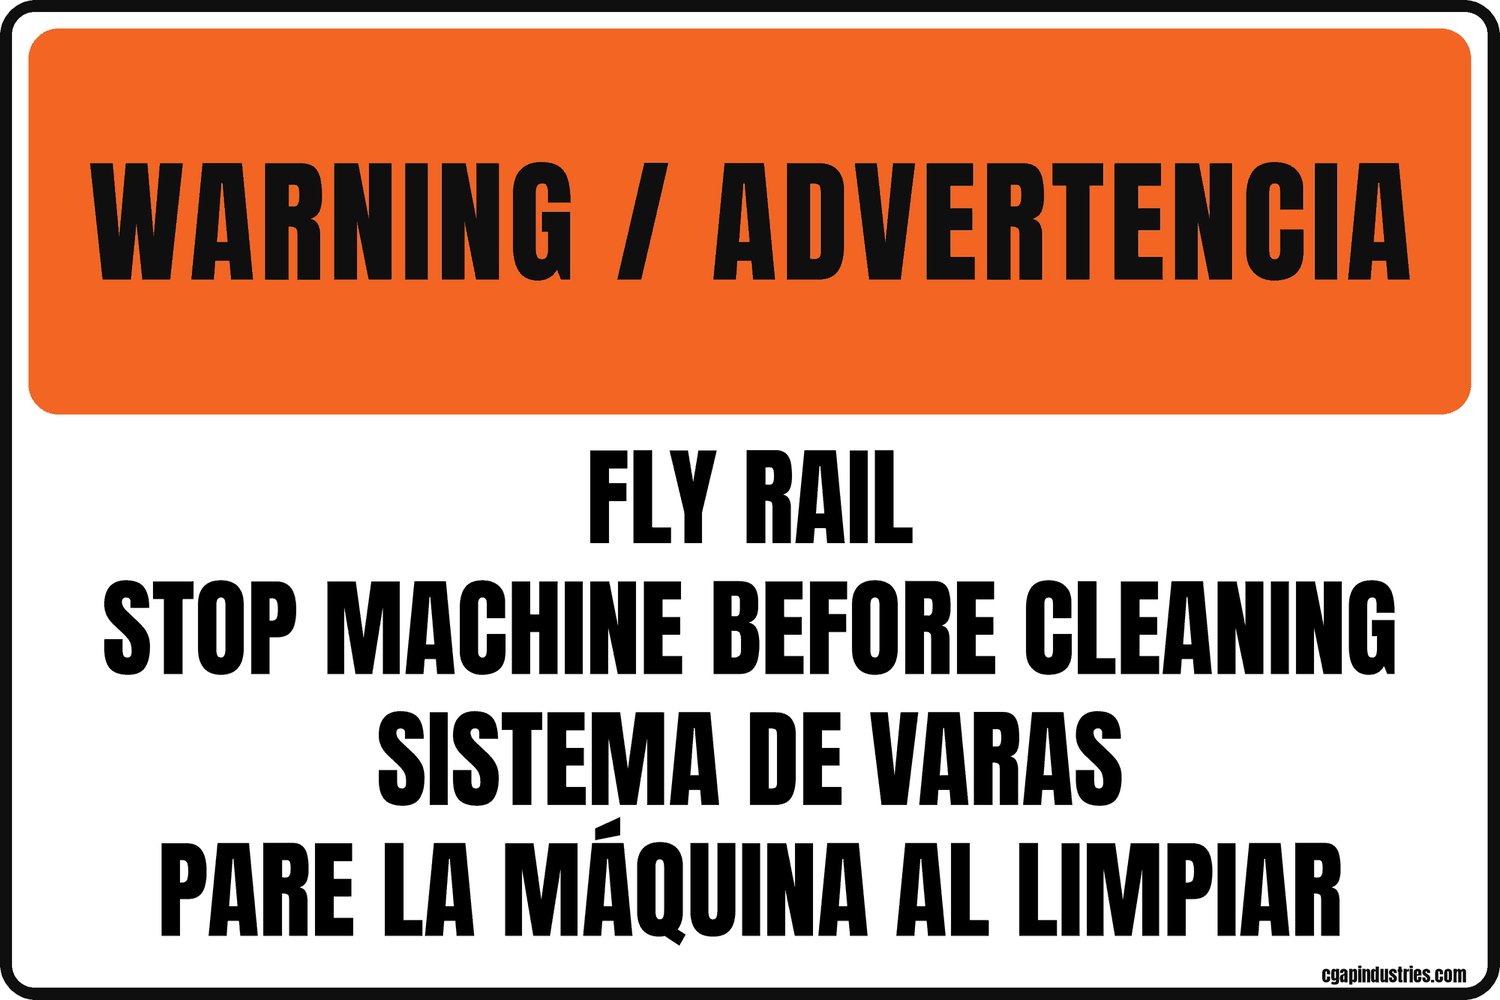 WARNING / ADVERTENCIA
FLY RAIL
STOP MACHINE BEFORE CLEANING
SISTEMA DE VARAS
PARE LA MÁQUINA AL LIMPIAR
cgapindustries.com